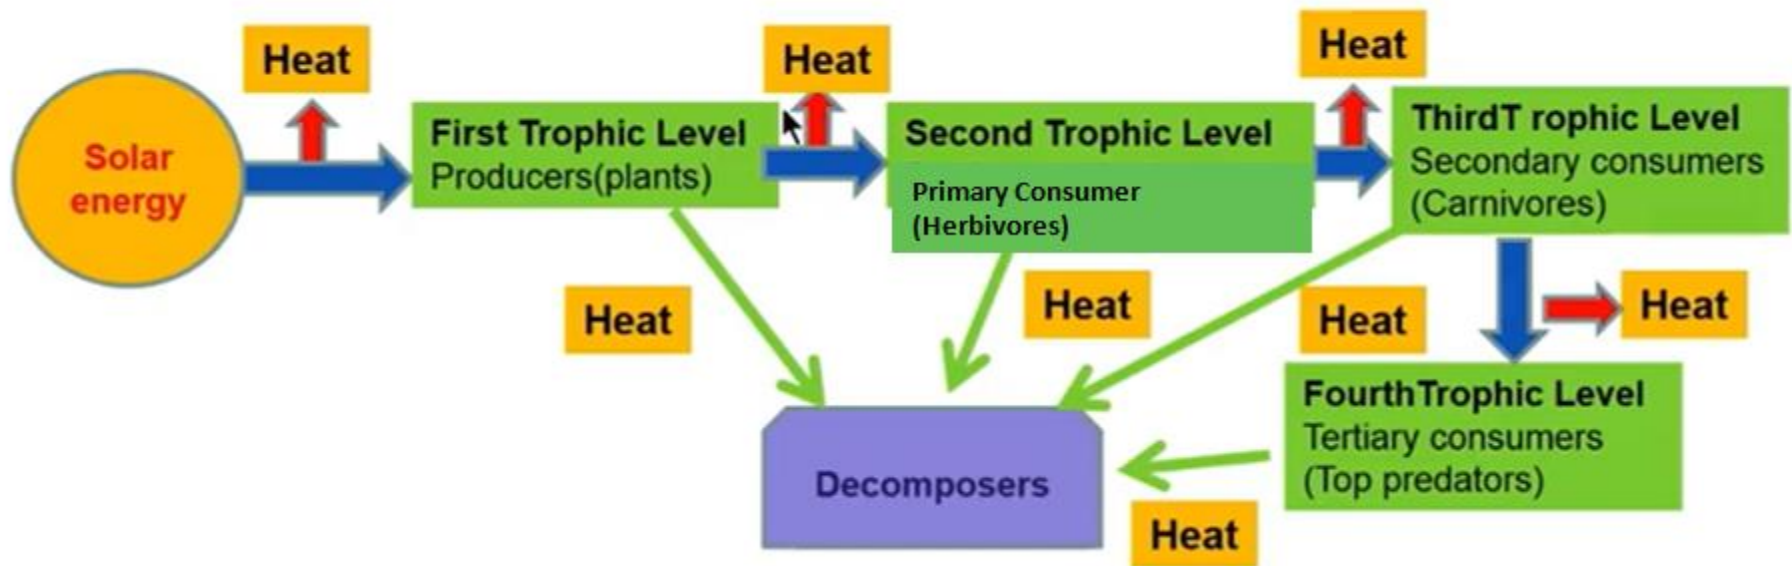 Heat
Heat
Heat
Solar
energy
First Trophic Level
Producers(plants)
Second Trophic Level
Primary Consumer
(Herbivores)
ThirdT rophic Level
Secondary consumers
(Carnivores)
Heat
Heat
Heat
Heat
FourthTrophic Level
Tertiary consumers
(Top predators)
Decomposers
Heat